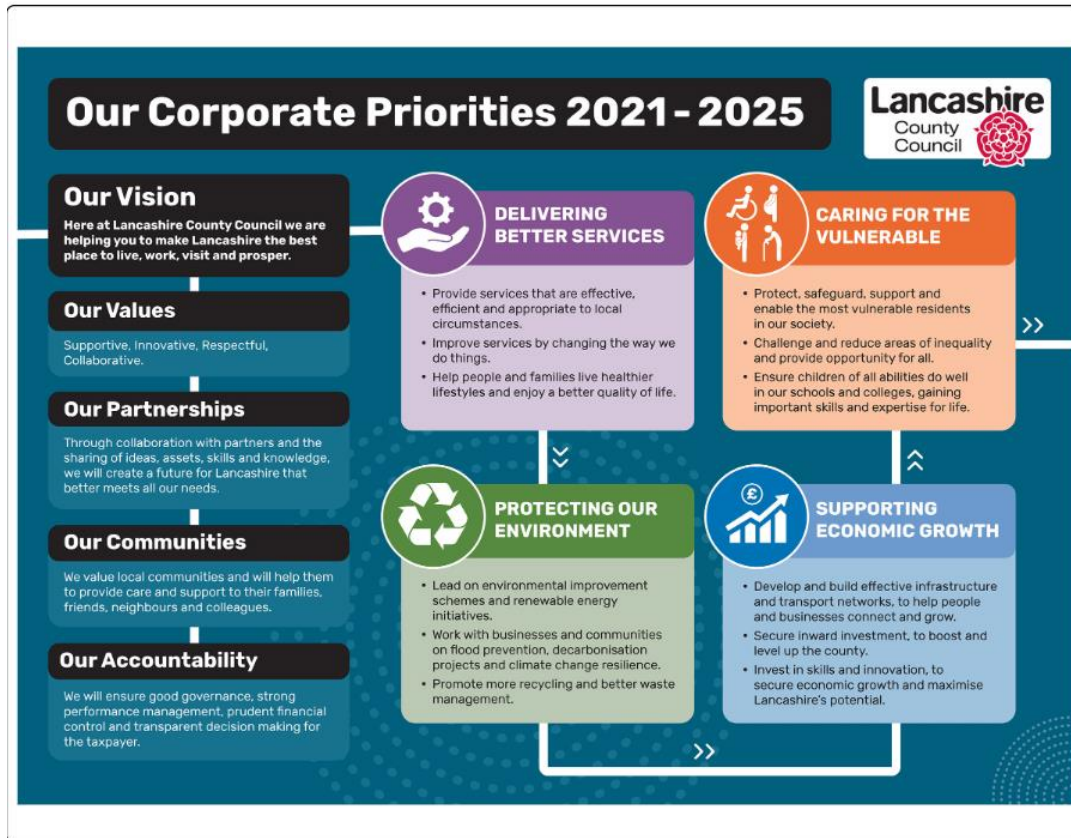 Our Corporate Priorities 2021 - 2025
Lancashire
County
Council
Our Vision
Here at Lancashire County Council we are
helping you to make Lancashire the best
place to live, work, visit and prosper.
Our Values
Supportive, Innovative, Respectful,
Collaborative.
Our Partnerships
Through collaboration with partners and the
sharing of ideas, assets, skills and knowledge,
we will create a future for Lancashire that
better meets all our needs.
Our Communities
We value local communities and will help them
to provide care and support to their families,
friends, neighbours and colleagues.
Our Accountability
We will ensure good governance, strong
performance management, prudent financial
control and transparent decision making for
the taxpayer.
DELIVERING
BETTER SERVICES
• Provide services that are effective,
efficient and appropriate to local
circumstances.
• Improve services by changing the way we
do things.
• Help people and families live healthier
lifestyles and enjoy a better quality of life.
PROTECTING OUR
ENVIRONMENT
• Lead on environmental improvement
schemes and renewable energy
initiatives.
• Work with businesses and communities
on flood prevention, decarbonisation
projects and climate change resilience.
• Promote more recycling and better waste
management.
£
SUPPORTING
ECONOMIC GROWTH
• Develop and build effective infrastructure
and transport networks, to help people
and businesses connect and grow.
• Secure inward investment, to boost and
level up the county.
• Invest in skills and innovation, to
secure economic growth and maximise
Lancashire's potential.
CARING FOR THE
VULNERABLE
• Protect, safeguard, support and
enable the most vulnerable residents
in our society.
• Challenge and reduce areas of inequality
and provide opportunity for all.
• Ensure children of all abilities do well
in our schools and colleges, gaining
important skills and expertise for life.